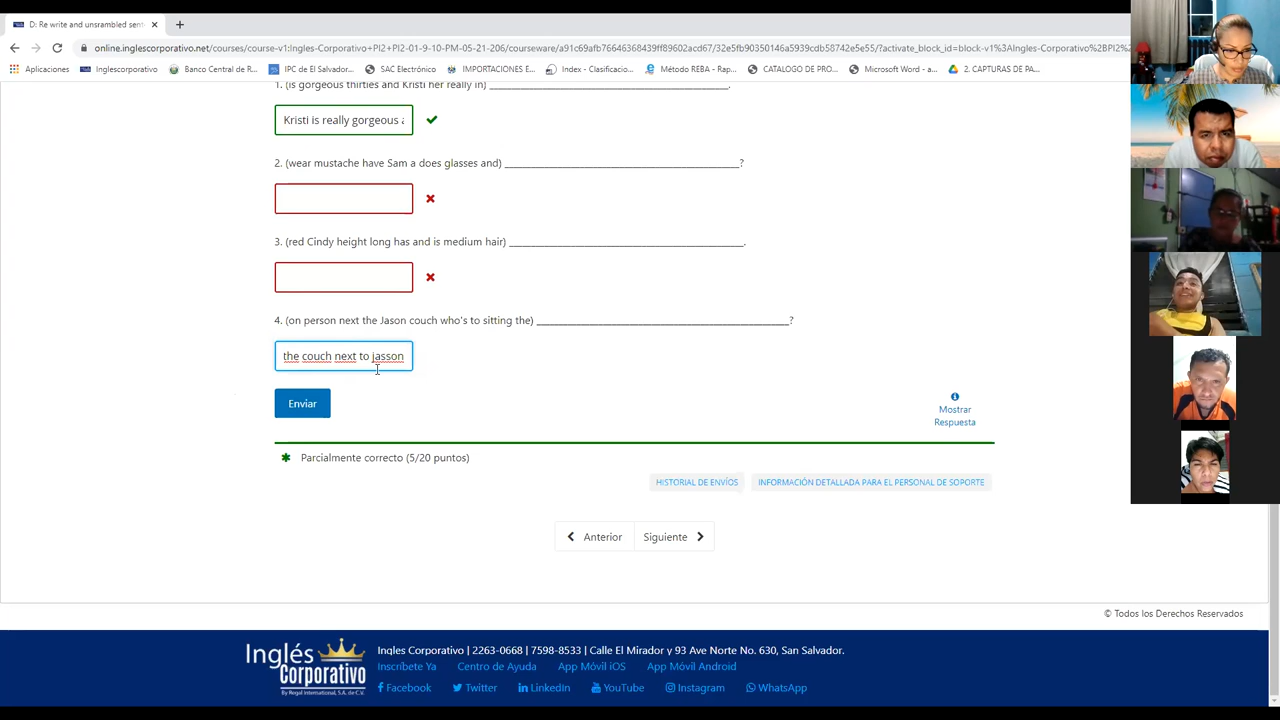 D: Re write and unsrambled sent
online.inglescorporativo.net/courses/course-v1:Ingles-Corporativo+PI2+PI2-01-9-10-PM-05-21-206/courseware/a91c69afb76646368439ff89602acd67/32e5fb90350146a5939cdb58742e5e55/?activate_block_id=block-v1%3AIngles-Corporativo%2BPI2%
Aplicaciones
Inglescorporativo
Banco Central de R...
IPC de El Salvador...
SAC Electrónico
IMPORTACIONES E...
Index - Clasificacio...
Método REBA – Rap...
CATALOGO DE PRO...
Microsoft Word - a...
2. CAPTURAS DE PA...
1. (is gorgeous thirties and Kristi her really in) ________________.
Kristi is really gorgeous a
2. (wear mustache have Sam a does glasses and) ________________?
3. (red Cindy height long has and is medium hair) ________________.
4. (on person next the Jason couch who's to sitting the) ________________?
the couch next to jasson
Enviar
Mostrar
Respuesta
Parcialmente correcto (5/20 puntos)
HISTORIAL DE ENVÍOS
INFORMACIÓN DETALLADA PARA EL PERSONAL DE SOPORTE
Anterior
Siguiente
© Todos los Derechos Reservados
Inglés
Corporativo
By Regal International, S.A. de C.V.
Ingles Corporativo | 2263-0668 | 7598-8533 | Calle El Mirador y 93 Ave Norte No. 630, San Salvador.
Inscríbete Ya
Centro de Ayuda
App Móvil iOS
App Móvil Android
Facebook
Twitter
LinkedIn
YouTube
Instagram
WhatsApp